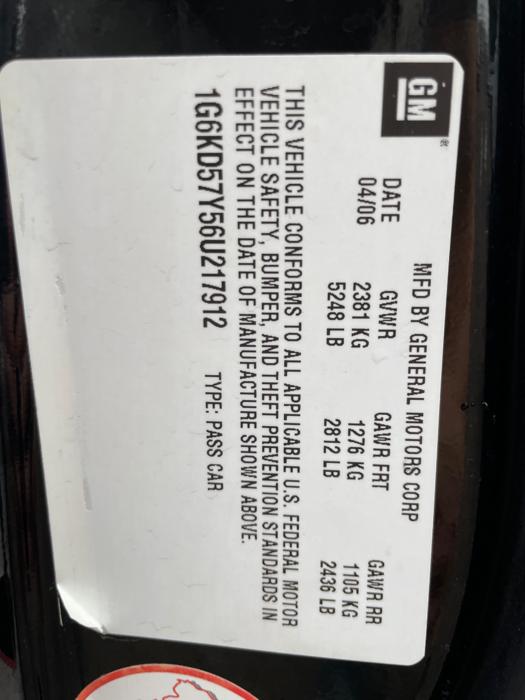 GM®
MFD BY GENERAL MOTORS CORP
DATE GVWR GAWR FRT GAWR RR
04/06 2381 KG 1276 KG 1105 KG
5248 LB 2812 LB 2436 LB
THIS VEHICLE CONFORMS TO ALL APPLICABLE U.S. FEDERAL MOTOR
VEHICLE SAFETY, BUMPER, AND THEFT PREVENTION STANDARDS IN
EFFECT ON THE DATE OF MANUFACTURE SHOWN ABOVE.
1G6KD57Y56U217912 TYPE: PASS CAR